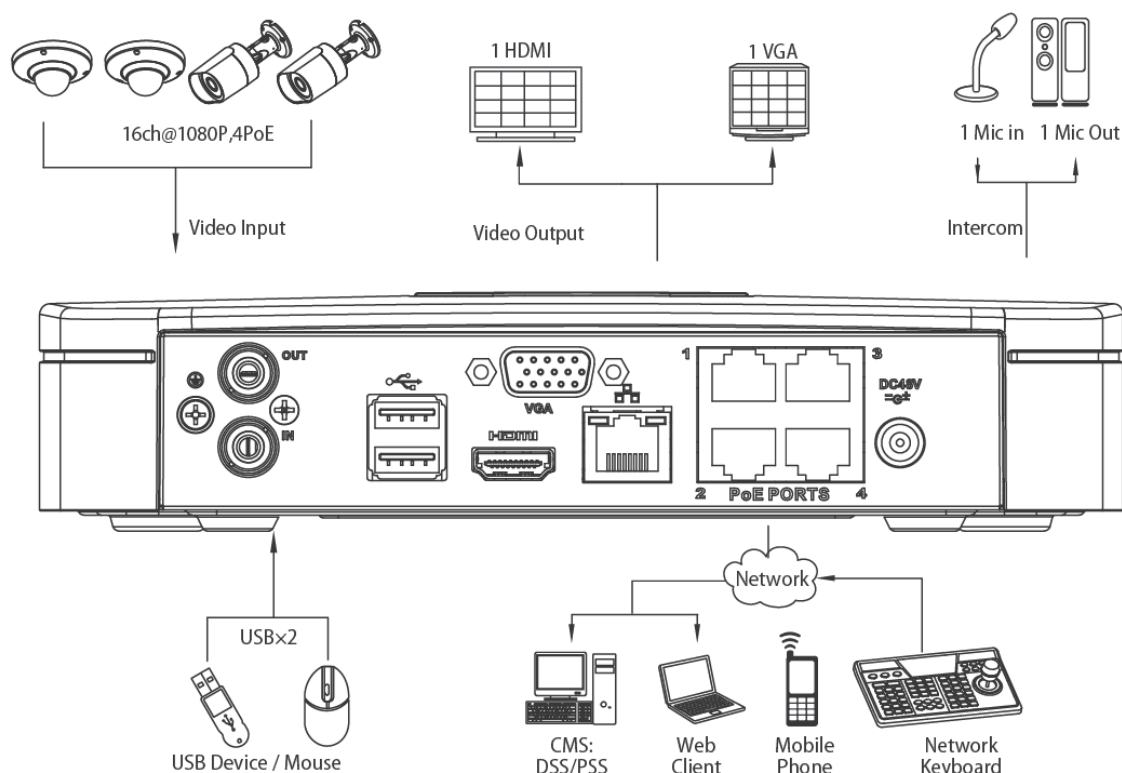 1 HDMI
1 VGA
16ch@1080P,4PoE
1 Mic in
1 Mic Out
Video Input
Video Output
Intercom
OUT
IN
VGA
HDMI
1
3
2
PoE PORTS
4
DC48V
Network
USB×2
USB Device / Mouse
CMS:
DSS/PSS
Web
Client
Mobile
Phone
Network
Keyboard